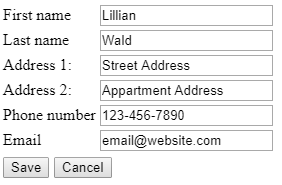 First name Lillian
Last name Wald
Address 1: Street Address
Address 2: Appartment Address
Phone number 123-456-7890
Email email@website.com
Save Cancel